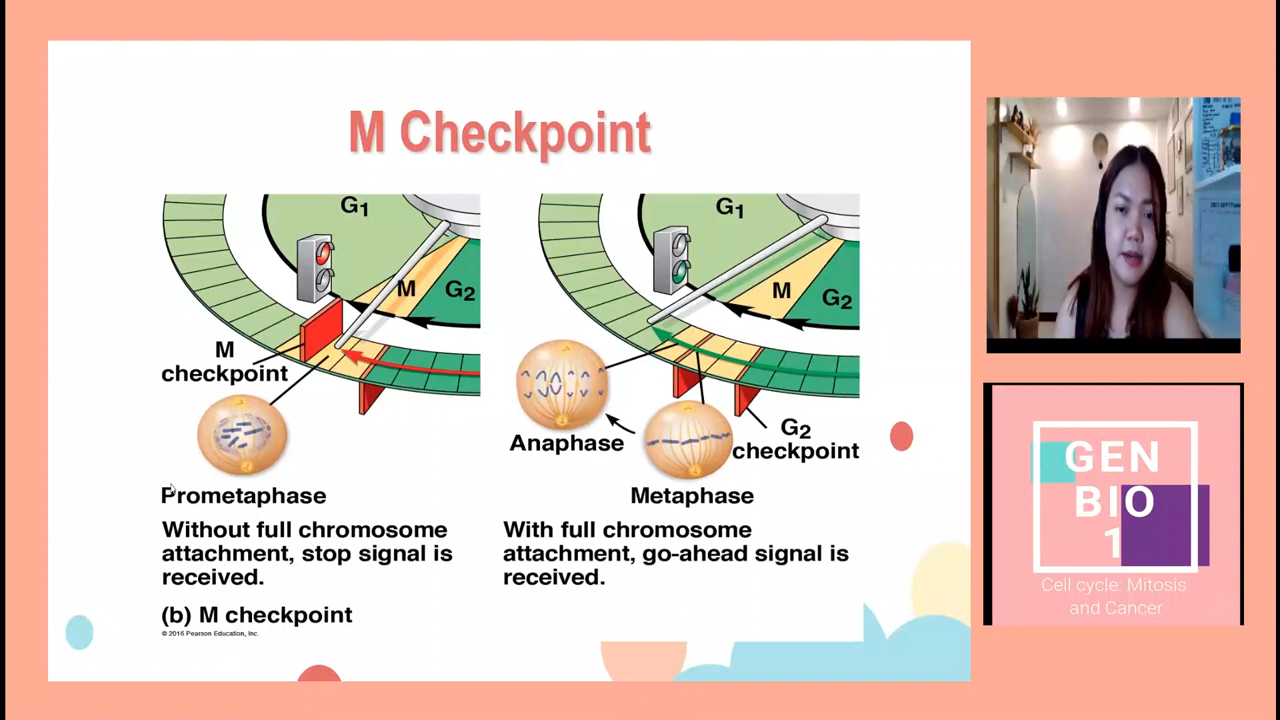 M Checkpoint
G1
M
G2
M
checkpoint
Prometaphase
Without full chromosome
attachment, stop signal is
received.
(b) M checkpoint
© 2016 Pearson Education, Inc.
G1
M
G2
Anaphase
G2
checkpoint
Metaphase
With full chromosome
attachment, go-ahead signal is
received.
GEN
BIO
1
Cell cycle: Mitosis
and Cancer